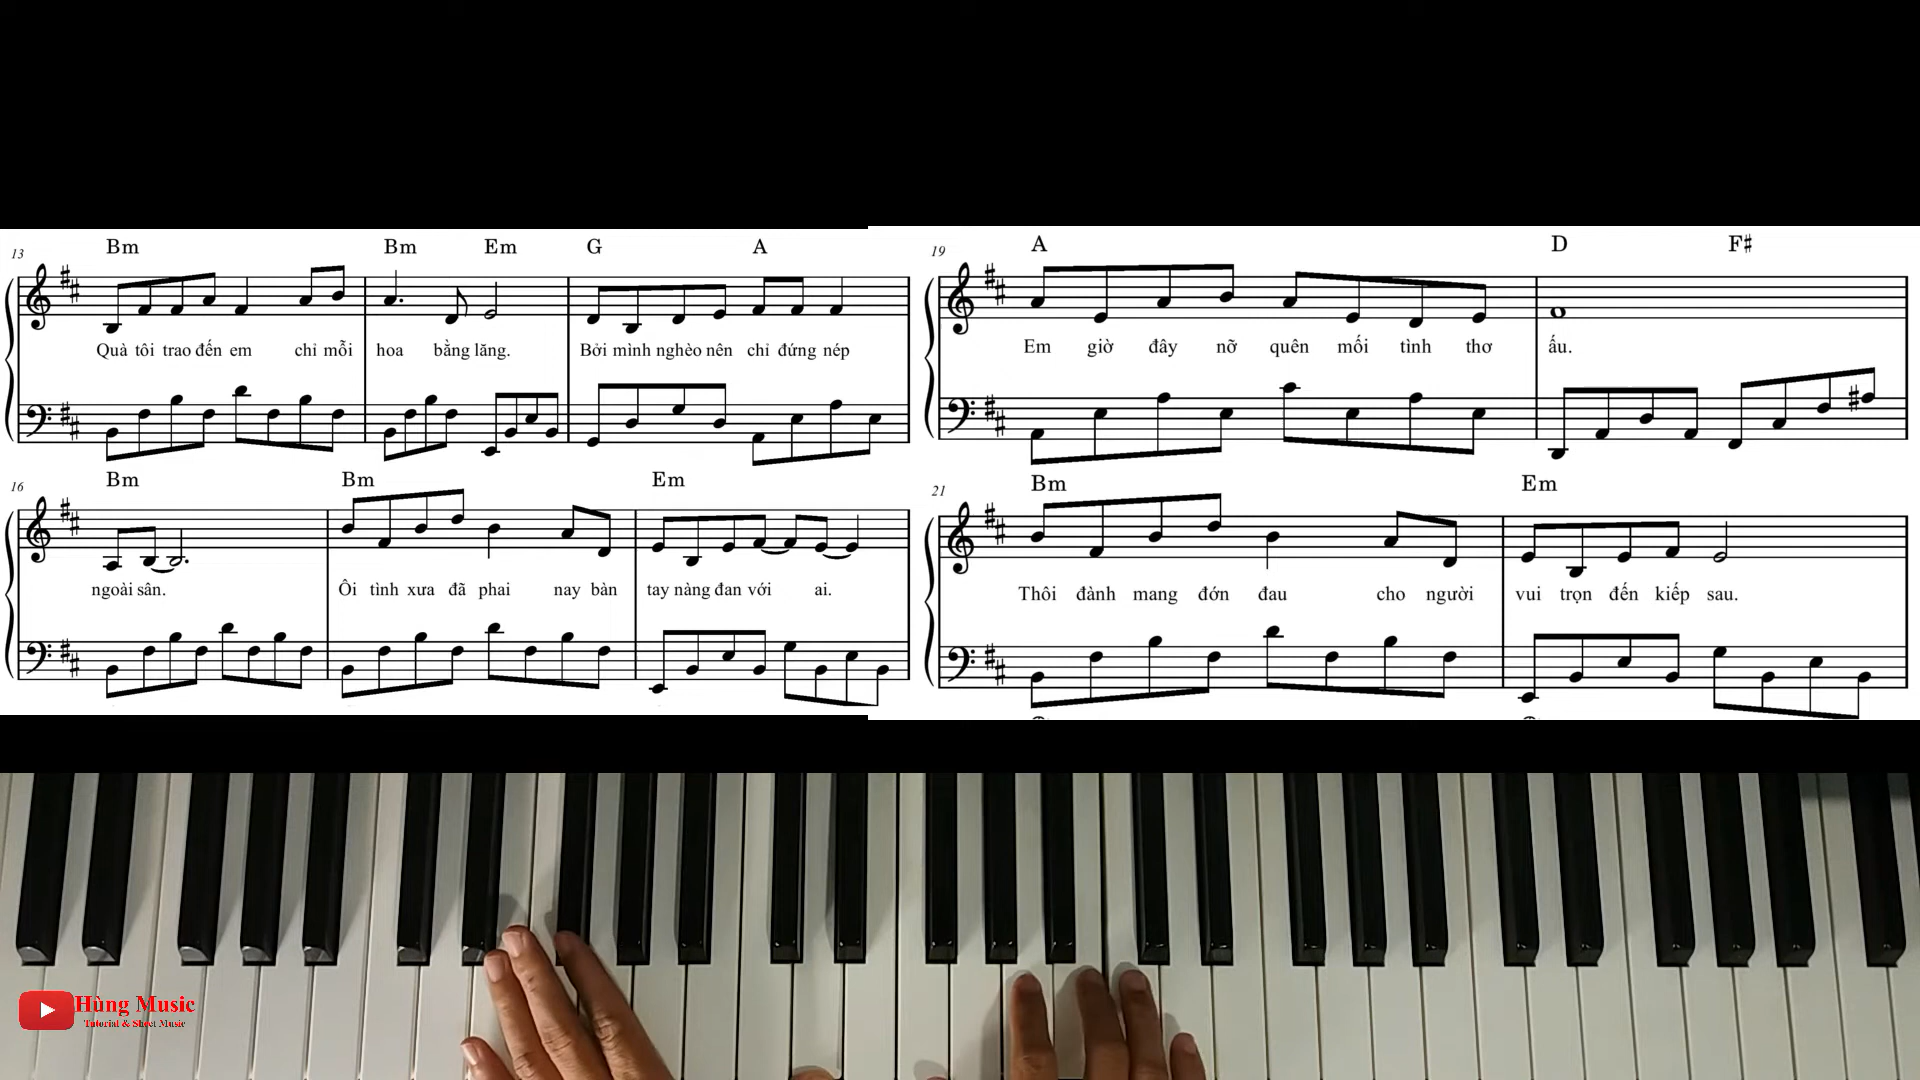 13 Bm Bm Em G A
Quà tôi trao đến em chỉ mỗi hoa bằng lăng. Bởi mình nghèo nên chỉ đứng nép
16 Bm Bm Em
ngoài sân. Ôi tình xưa đã phai nay bàn tay nàng đan với ai.
19 A D F#
Em giờ đây nỡ quên mối tình thơ ấu.
21 Bm Em
Thôi đành mang đớn đau cho người vui trọn đến kiếp sau.
Hùng Music
Tutorial & Sheet Music